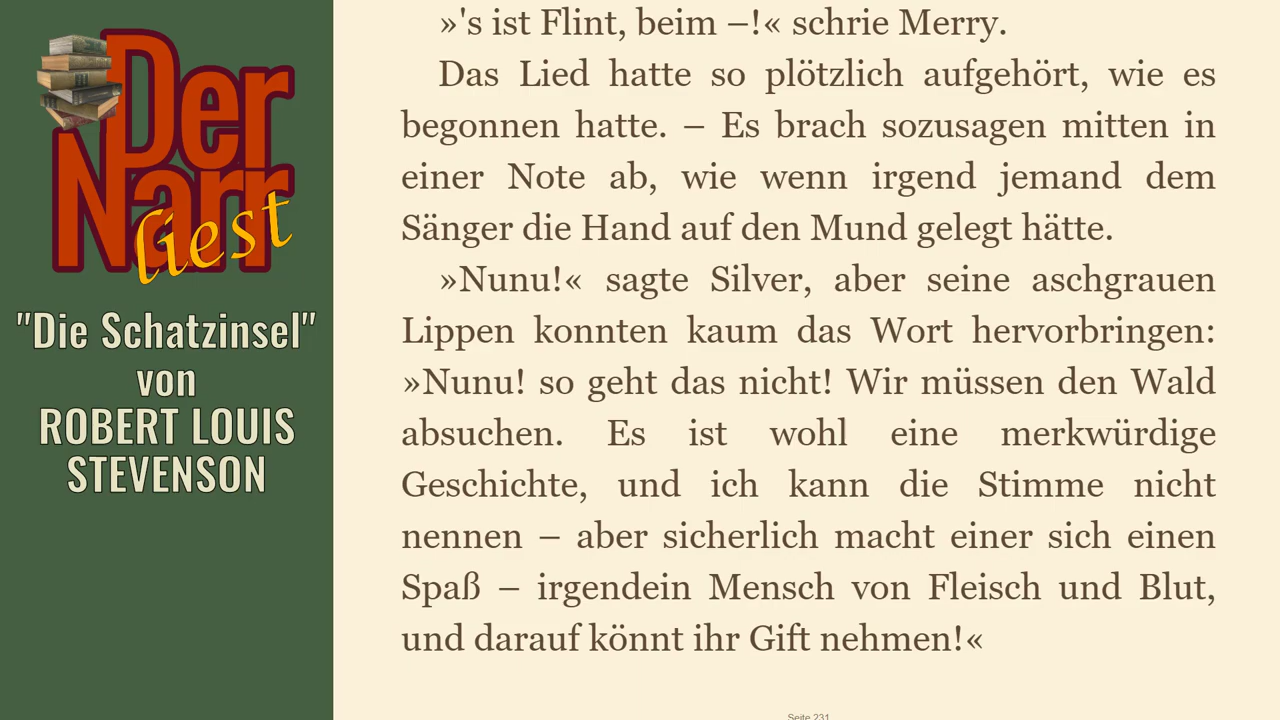 Der
Narr
liest
"Die Schatzinsel"
von
ROBERT LOUIS
STEVENSON
»'s ist Flint, beim –!« schrie Merry.
Das Lied hatte so plötzlich aufgehört, wie es
begonnen hatte. – Es brach sozusagen mitten in
einer Note ab, wie wenn irgend jemand dem
Sänger die Hand auf den Mund gelegt hätte.
»Nunu!« sagte Silver, aber seine aschgrauen
Lippen konnten kaum das Wort hervorbringen:
»Nunu! so geht das nicht! Wir müssen den Wald
absuchen. Es ist wohl eine merkwürdige
Geschichte, und ich kann die Stimme nicht
nennen – aber sicherlich macht einer sich einen
Spaß – irgendein Mensch von Fleisch und Blut,
und darauf könnt ihr Gift nehmen!«
Seite 231